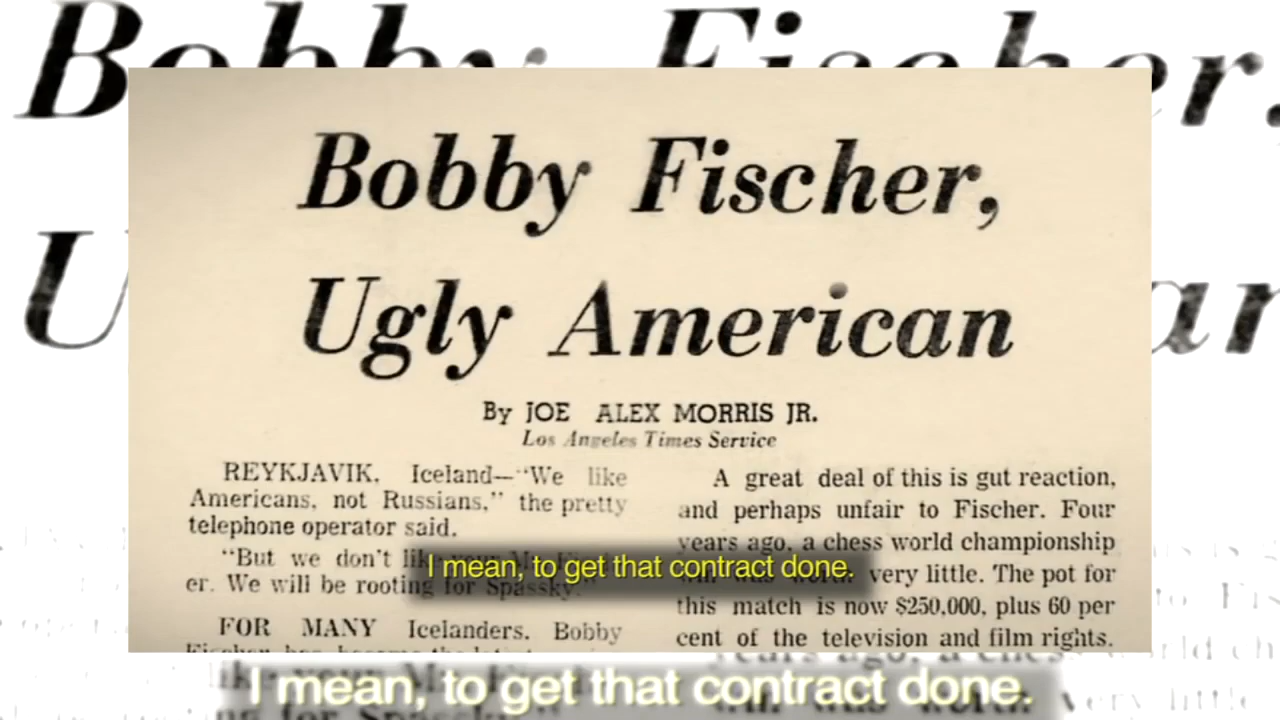 Bobby Fischer,
Bobby Fischer,
Ugly American
By JOE ALEX MORRIS JR.
Los Angeles Times Service
REYKJAVIK, Iceland—“We like
Americans, not Russians,” the pretty
telephone operator said.
“But we don't like your
er. We will be rooting for Spassky.”
FOR MANY Icelanders, Bobby
A great deal of this is gut reaction,
and perhaps unfair to Fischer. Four
years ago, a chess world championship
very little. The pot for
this match is now $250,000, plus 60 per
cent of the television and film rights.
I mean, to get that contract done.
I mean, to get that contract done.